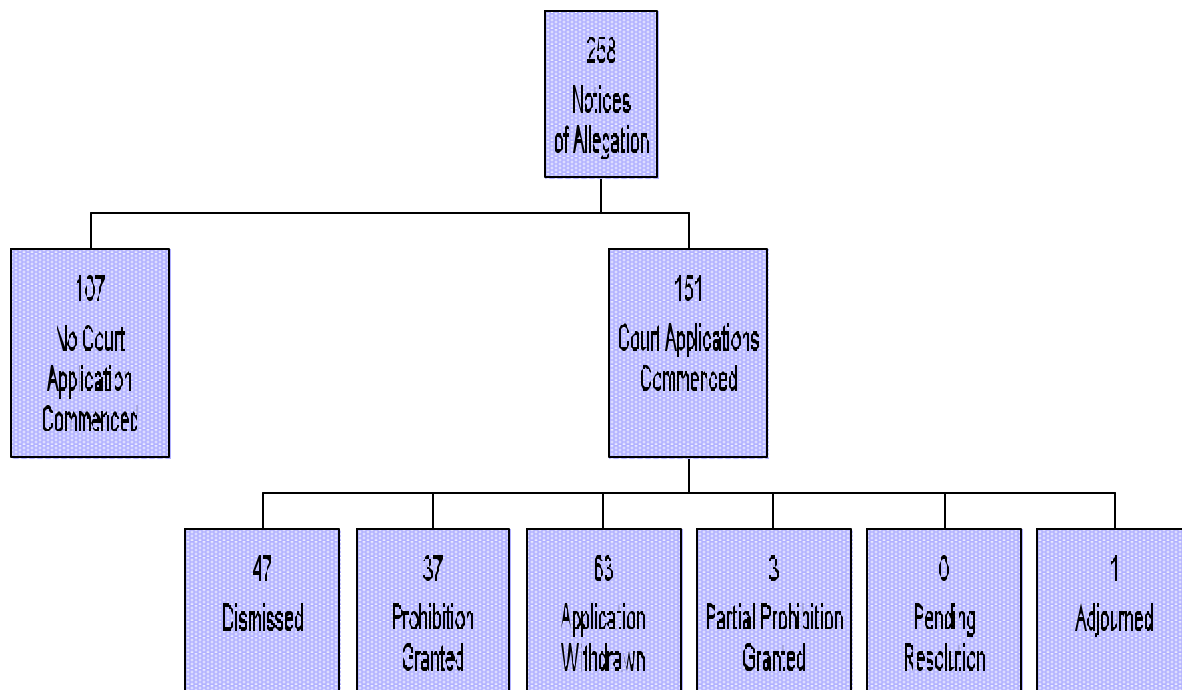 258
Notices
of Allegation
107
No Court
Application
Commenced
151
Court Applications
Commenced
47
Dismissed
37
Prohibition
Granted
63
Application
Withdrawn
3
Partial Prohibition
Granted
0
Pending
Resolution
1
Adjourned